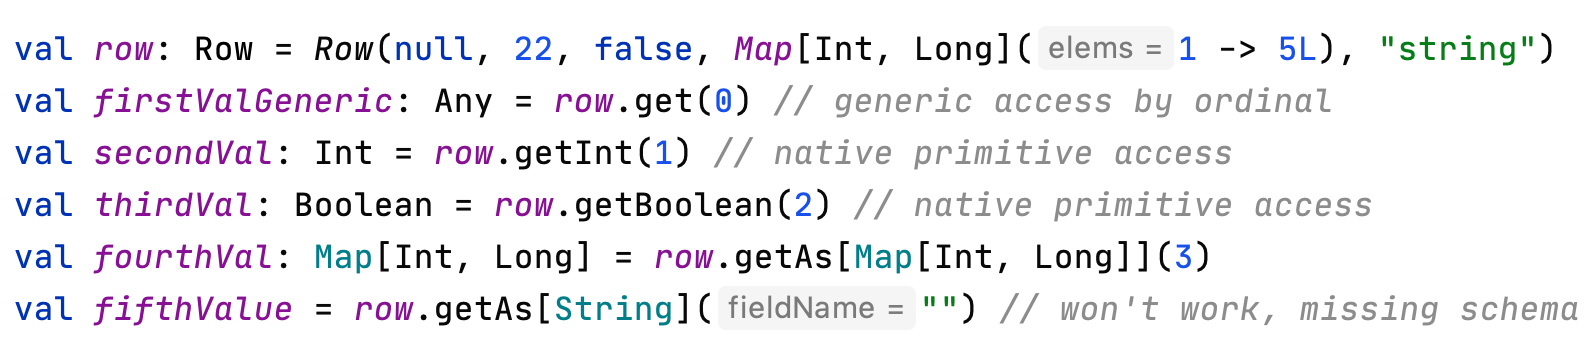 val row: Row = Row(null, 22, false, Map[Int, Long](elems = 1 -> 5L), "string")
val firstValGeneric: Any = row.get(0) // generic access by ordinal
val secondVal: Int = row.getInt(1) // native primitive access
val thirdVal: Boolean = row.getBoolean(2) // native primitive access
val fourthVal: Map[Int, Long] = row.getAs[Map[Int, Long]](3)
val fifthValue = row.getAs[String](fieldName = "") // won't work, missing schema